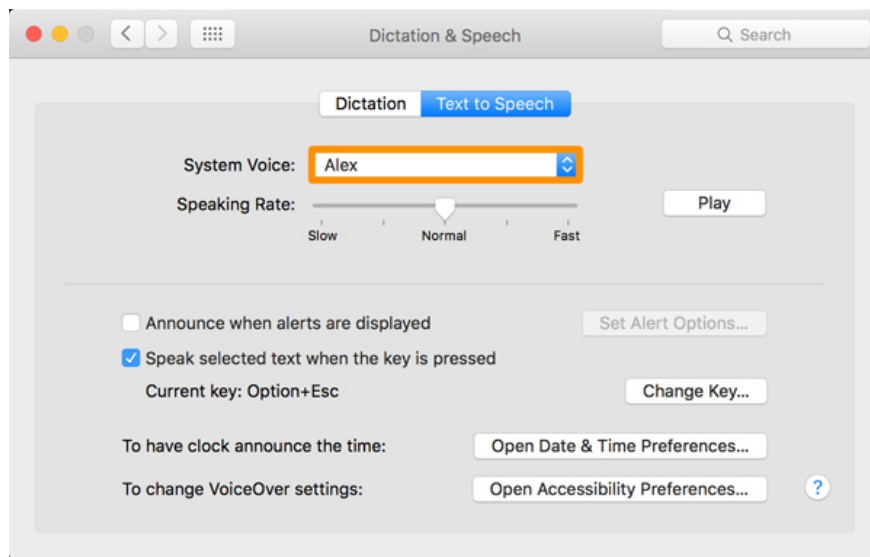 Dictation & Speech
Search
Dictation Text to Speech
System Voice: Alex
Speaking Rate:
Play
Slow Normal Fast
Announce when alerts are displayed
Set Alert Options...
Speak selected text when the key is pressed
Current key: Option+Esc
Change Key...
To have clock announce the time:
Open Date & Time Preferences...
To change VoiceOver settings:
Open Accessibility Preferences...
?